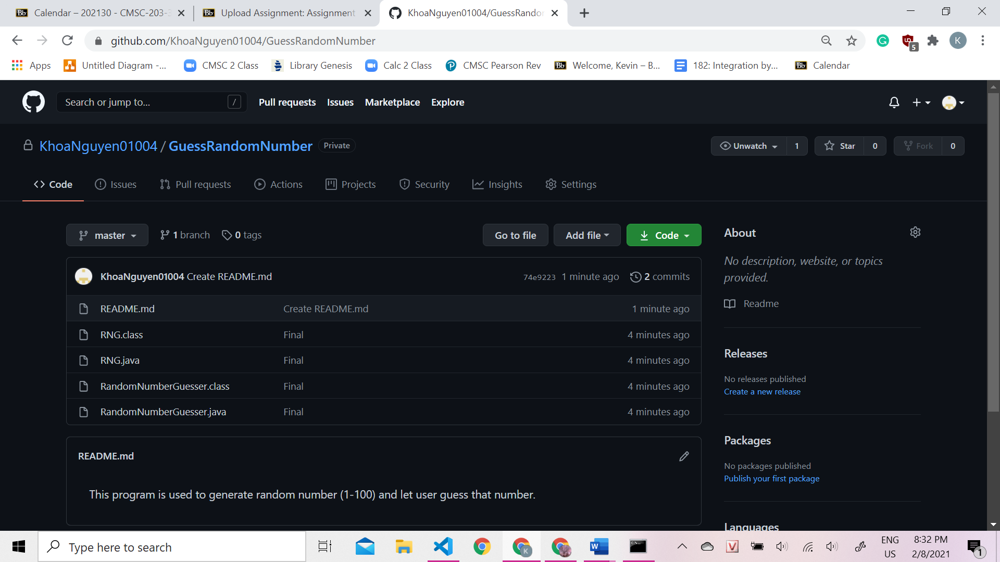 Calendar – 202130 - CMSC-203-3
Upload Assignment: Assignment
KhoaNguyen01004/GuessRandom
github.com/KhoaNguyen01004/GuessRandomNumber
5
K
Apps
Untitled Diagram -...
CMSC 2 Class
Library Genesis
Calc 2 Class
CMSC Pearson Rev
Welcome, Kevin – B...
182: Integration by...
Calendar
Search or jump to...
/
Pull requests
Issues
Marketplace
Explore
KhoaNguyen01004 / GuessRandomNumber
Private
Unwatch
1
Star
0
Fork
0
Code
Issues
Pull requests
Actions
Projects
Security
Insights
Settings
master
1 branch
0 tags
Go to file
Add file
Code
KhoaNguyen01004 Create README.md
74e9223 1 minute ago
2 commits
README.md
Create README.md
1 minute ago
RNG.class
Final
4 minutes ago
RNG.java
Final
4 minutes ago
RandomNumberGuesser.class
Final
4 minutes ago
RandomNumberGuesser.java
Final
4 minutes ago
README.md
This program is used to generate random number (1-100) and let user guess that number.
About
No description, website, or topics
provided.
Readme
Releases
No releases published
Create a new release
Packages
No packages published
Publish your first package
Languages
Type here to search
ENG
US
8:32 PM
2/8/2021
1